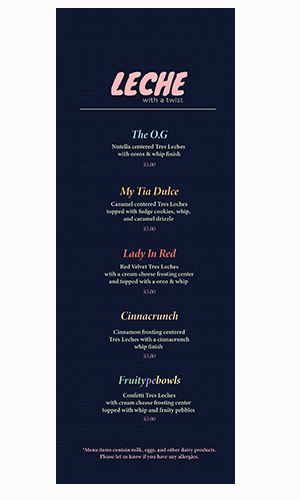 LECHE
with a twist
The O.G
Nutella centered Tres Leches
with oreos & whip finish
$5.00
My Tia Dulce
Caramel centered Tres Leches
topped with fudge cookies, whip,
and caramel drizzle
$5.00
Lady In Red
Red Velvet Tres Leches
wtih a cream cheese frosting center
and topped with a oreo & whip
$5.00
Cinnacrunch
Cinnamon frosting centered
Tres Leches with a cinnacrunch
whip finish
$5.00
Fruitypebowls
Confetti Tres Leches
with cream cheese frosting center
topped with whip and fruity pebbles
$5.00
*Menu items contain milk, eggs, and other dairy products.
Please let us know if you have any allergies.